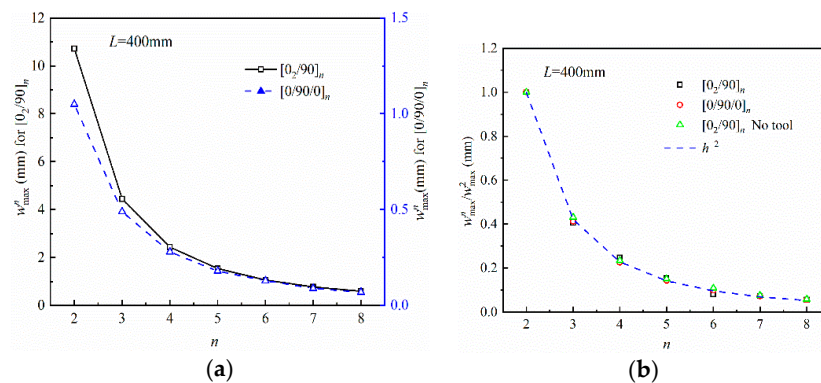 L=400mm
[0₂/90]ₙ
[0/90/0]ₙ
wⁿₘₐₓ (mm) for [0₂/90]ₙ
12
10
8
6
4
2
0
wⁿₘₐₓ(mm) for [0/90/0]ₙ
1.5
1.0
0.5
0.0
2 3 4 5 6 7 8
n
(a)
L=400mm
[0₂/90]ₙ
[0/90/0]ₙ
[0₂/90]ₙ No tool
h ²
wⁿₘₐₓ/w²ₘₐₓ (mm)
1.2
1.0
0.8
0.6
0.4
0.2
0.0
2 3 4 5 6 7 8
n
(b)